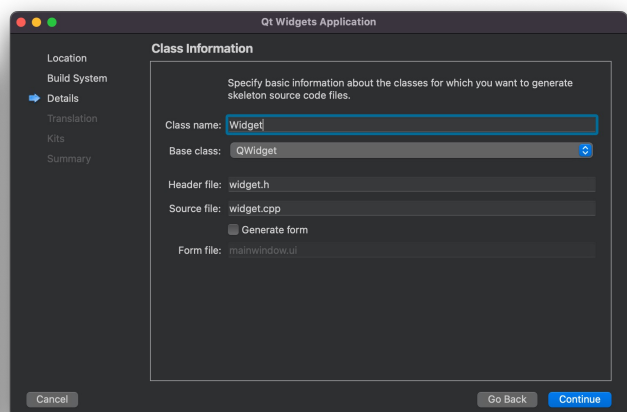 Qt Widgets Application
Location
Build System
Details
Translation
Kits
Summary
Class Information
Specify basic information about the classes for which you want to generate
skeleton source code files.
Class name: Widget
Base class: QWidget
Header file: widget.h
Source file: widget.cpp
Generate form
Form file: mainwindow.ui
Cancel Go Back Continue